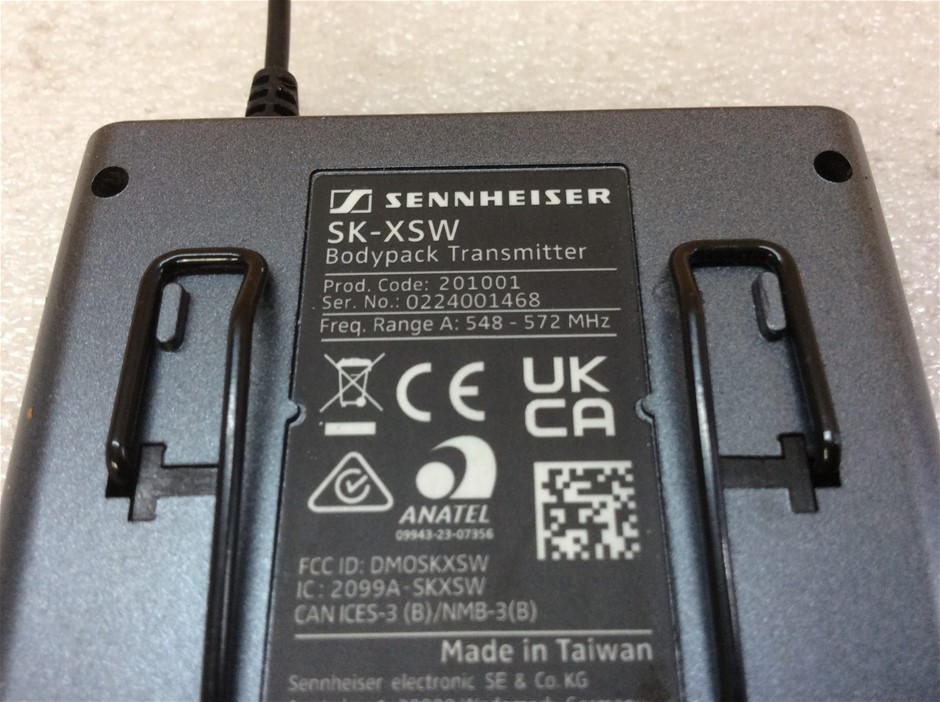 SENNHEISER
SK-XSW
Bodypack Transmitter
Prod. Code: 201001
Ser. No.: 0224001468
Freq. Range A: 548 - 572 MHz
CE
UK
CA
ANATEL
09943-23-07356
FCC ID: DMOSKXSW
IC: 2099A-SKXSW
CAN ICES-3 (B)/NMB-3(B)
Made in Taiwan
Sennheiser electronic SE & Co. KG